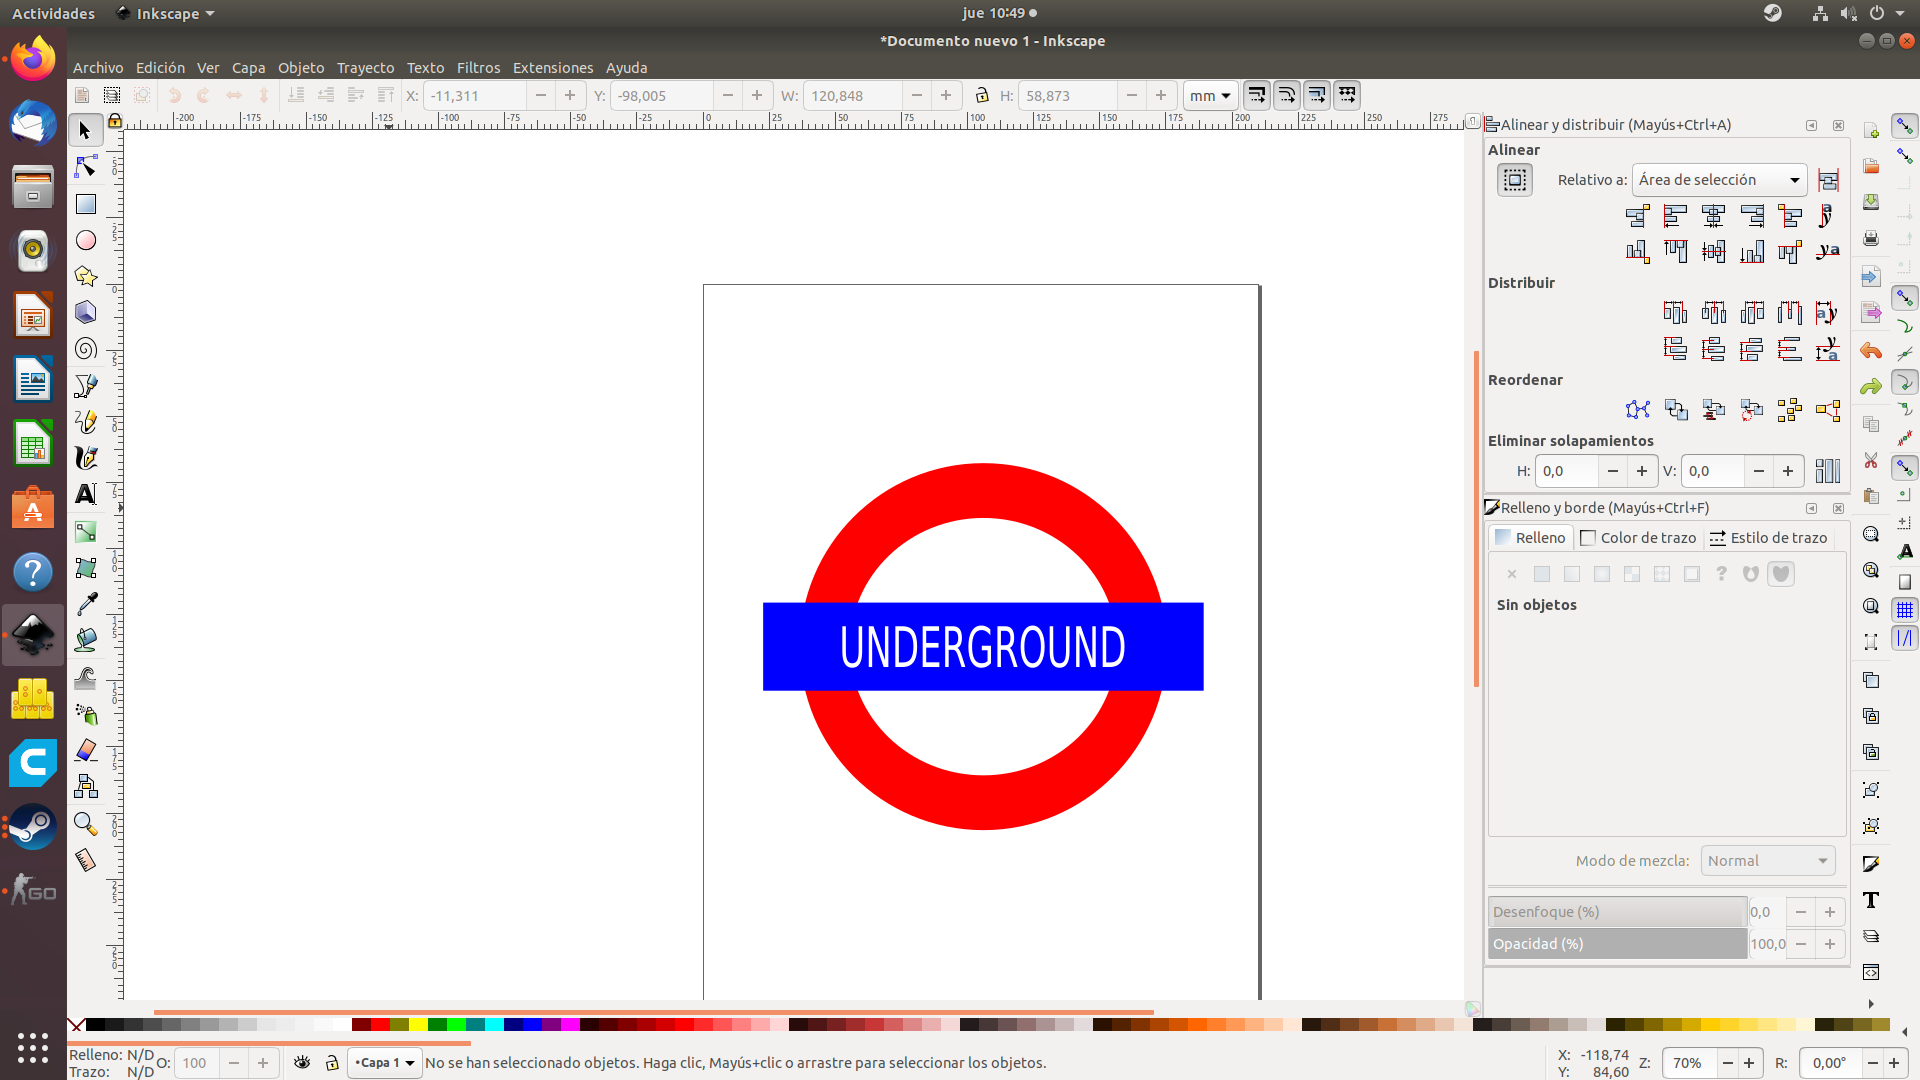 Actividades Inkscape jue 10:49
*Documento nuevo 1 - Inkscape
Archivo Edición Ver Capa Objeto Trayecto Texto Filtros Extensiones Ayuda
X: -11,311 Y: -98,005 W: 120,848 H: 58,873 mm
-200 -175 -150 -125 -100 -75 -50 -25 0 25 50 75 100 125 150 175 200 225 250 275
Alinear y distribuir (Mayús+Ctrl+A)
Alinear
Relativo a: Área de selección
Distribuir
Reordenar
Eliminar solapamientos
H: 0,0 V: 0,0
Relleno y borde (Mayús+Ctrl+F)
Relleno Color de trazo Estilo de trazo
Sin objetos
UNDERGROUND
Modo de mezcla: Normal
Desenfoque (%) 0,0
Opacidad (%) 100,0
GO
Relleno: N/D
Trazo: N/D
O: 100
•Capa 1
No se han seleccionado objetos. Haga clic, Mayús+clic o arrastre para seleccionar los objetos.
X: -118,74
Y: 84,60
Z: 70%
R: 0,00°